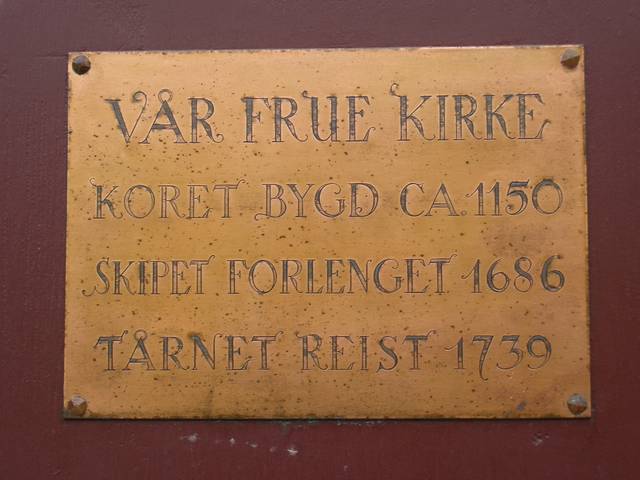 VÅR FRUE KIRKE
KORET BYGD CA. 1150
SKIPET FORLENGET 1686
TÅRNET REIST 1739